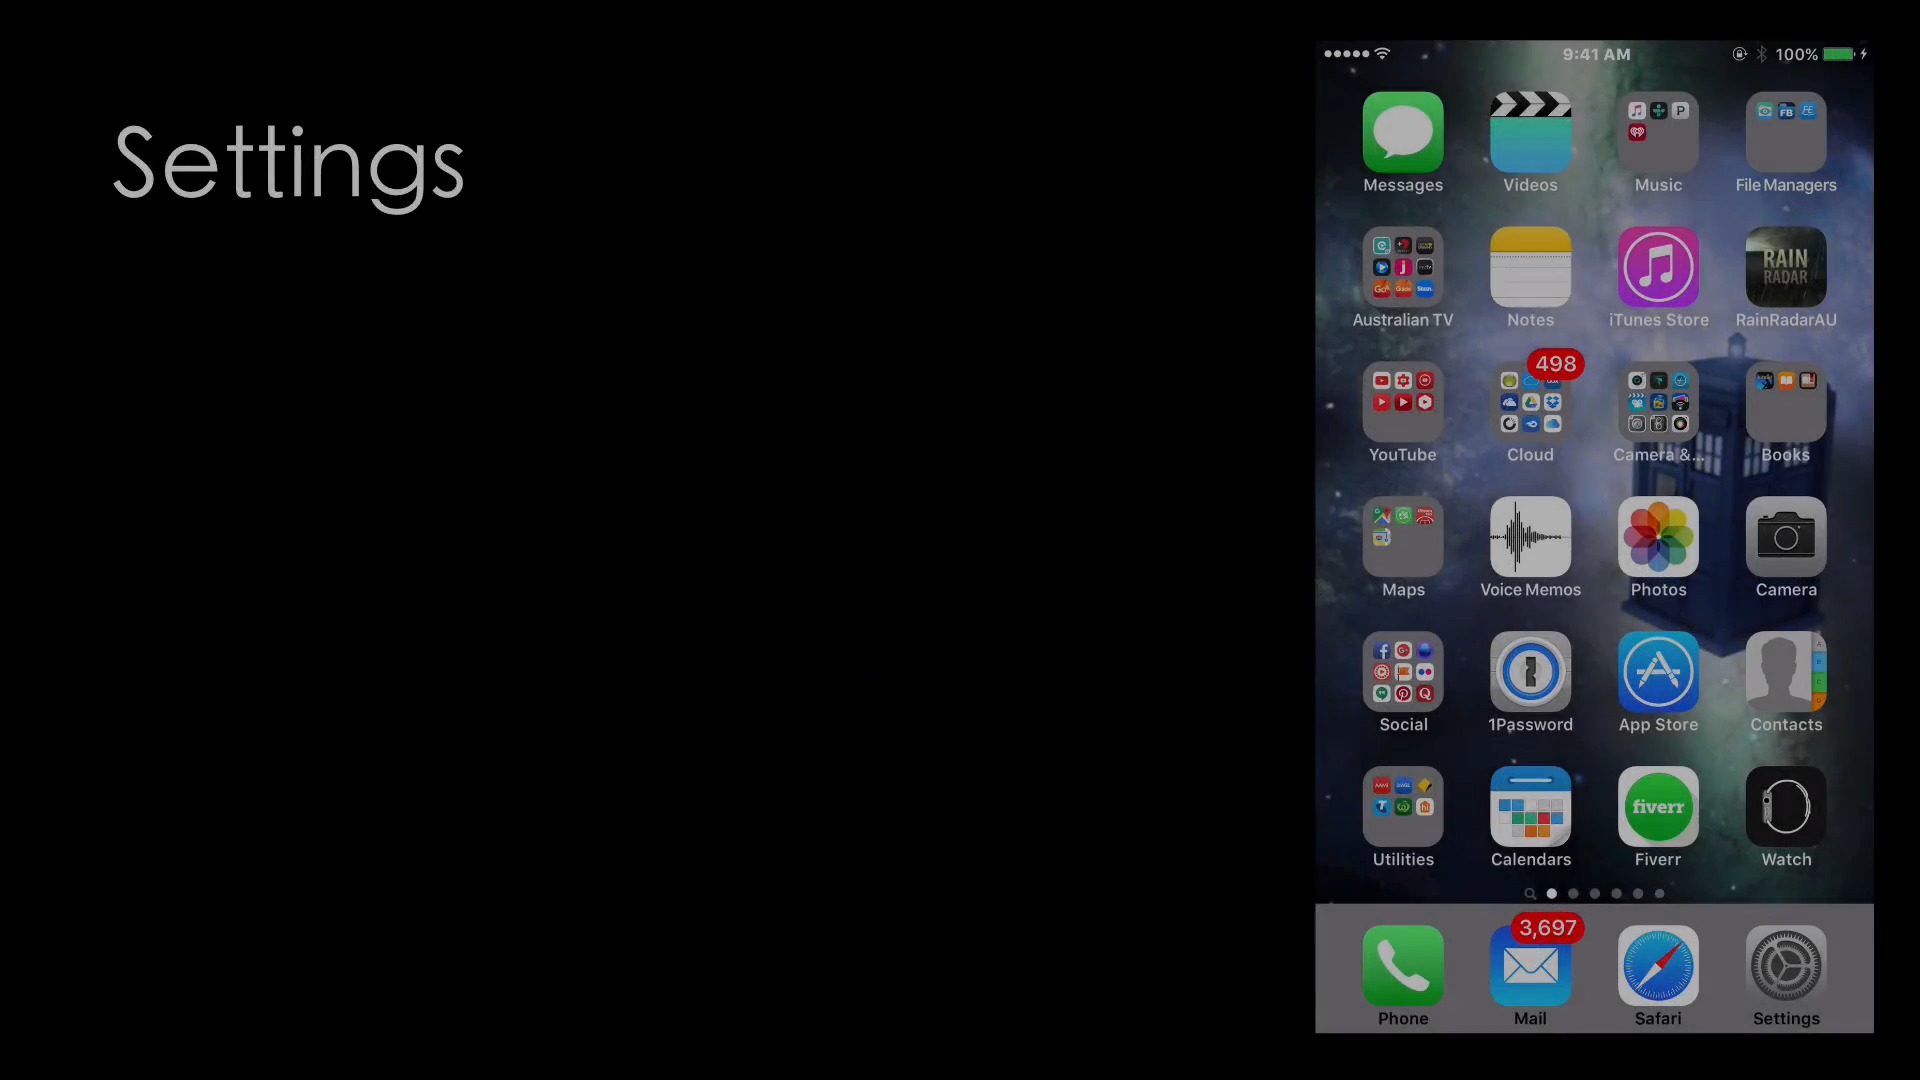 Settings
9:41 AM
100%
Messages
Videos
Music
File Managers
P
FB
FE
Australian TV
Notes
iTunes Store
RainRadarAU
RAIN
RADAR
498
YouTube
Cloud
Camera &...
Books
Maps
Voice Memos
Photos
Camera
Social
1Password
App Store
Contacts
Utilities
Calendars
Fiverr
Watch
fiverr
3,697
Phone
Mail
Safari
Settings